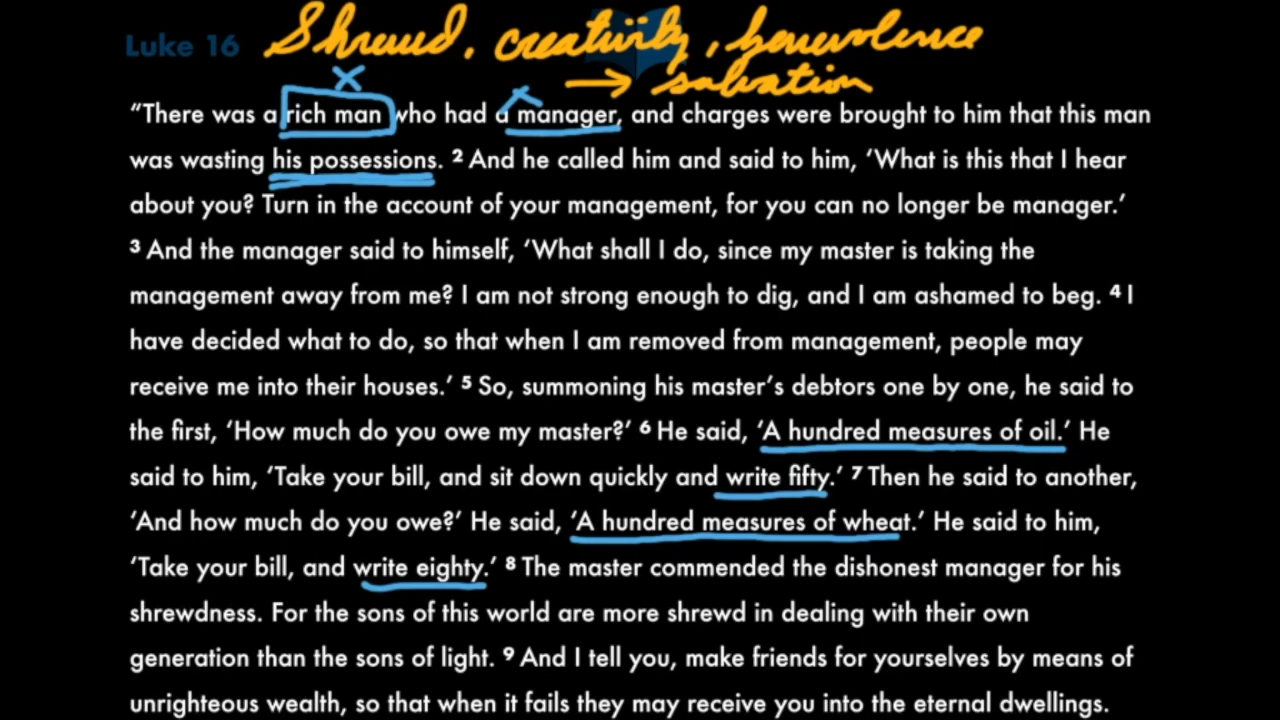 Luke 16 Shrewd, creativity, benevolence
→ salvation
“There was a rich man who had a manager, and charges were brought to him that this man
was wasting his possessions. ² And he called him and said to him, ‘What is this that I hear
about you? Turn in the account of your management, for you can no longer be manager.’
³ And the manager said to himself, ‘What shall I do, since my master is taking the
management away from me? I am not strong enough to dig, and I am ashamed to beg. ⁴ I
have decided what to do, so that when I am removed from management, people may
receive me into their houses.’ ⁵ So, summoning his master’s debtors one by one, he said to
the first, ‘How much do you owe my master?’ ⁶ He said, ‘A hundred measures of oil.’ He
said to him, ‘Take your bill, and sit down quickly and write fifty.’ ⁷ Then he said to another,
‘And how much do you owe?’ He said, ‘A hundred measures of wheat.’ He said to him,
‘Take your bill, and write eighty.’ ⁸ The master commended the dishonest manager for his
shrewdness. For the sons of this world are more shrewd in dealing with their own
generation than the sons of light. ⁹ And I tell you, make friends for yourselves by means of
unrighteous wealth, so that when it fails they may receive you into the eternal dwellings.